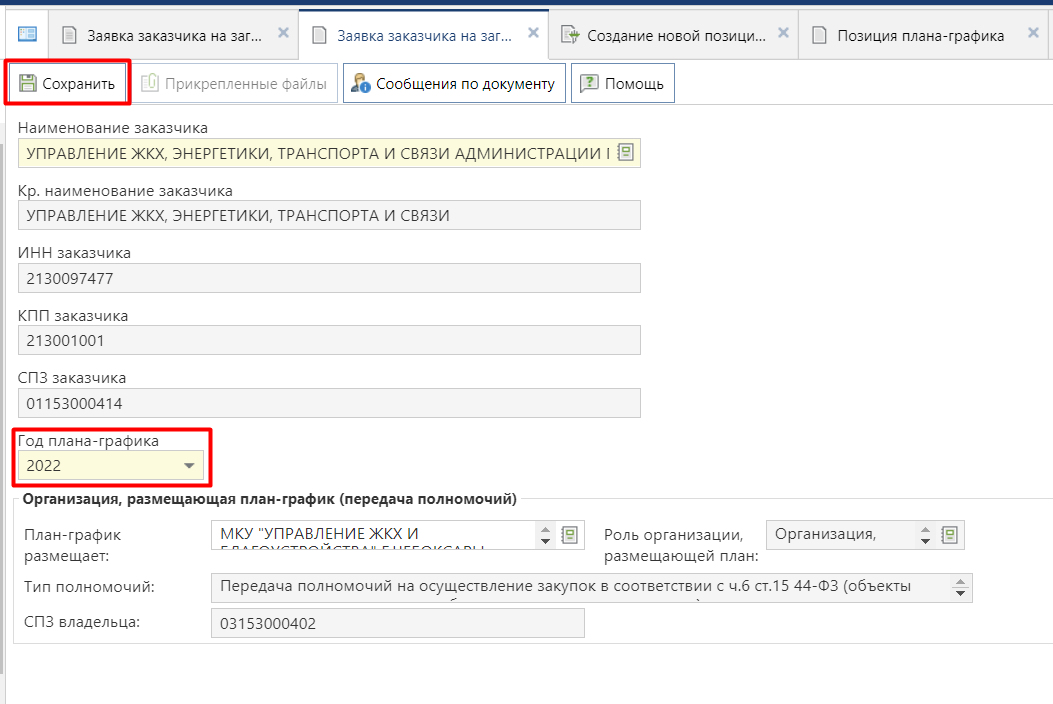 Заявка заказчика на заг...
Заявка заказчика на заг...
Создание новой позици...
Позиция плана-графика
Сохранить
Прикрепленные файлы
Сообщения по документу
Помощь
Наименование заказчика
УПРАВЛЕНИЕ ЖКХ, ЭНЕРГЕТИКИ, ТРАНСПОРТА И СВЯЗИ АДМИНИСТРАЦИИ
Кр. наименование заказчика
УПРАВЛЕНИЕ ЖКХ, ЭНЕРГЕТИКИ, ТРАНСПОРТА И СВЯЗИ
ИНН заказчика
2130097477
КПП заказчика
213001001
СПЗ заказчика
01153000414
Год плана-графика
2022
Организация, размещающая план-график (передача полномочий)
План-график
размещает:
МКУ "УПРАВЛЕНИЕ ЖКХ И
БЛАГОУСТРОЙСТВА" Г.ЧЕБОКСАРЫ
Роль организации,
размещающей план:
Организация,
Тип полномочий:
Передача полномочий на осуществление закупок в соответствии с ч.6 ст.15 44-ФЗ (объекты
СПЗ владельца:
03153000402